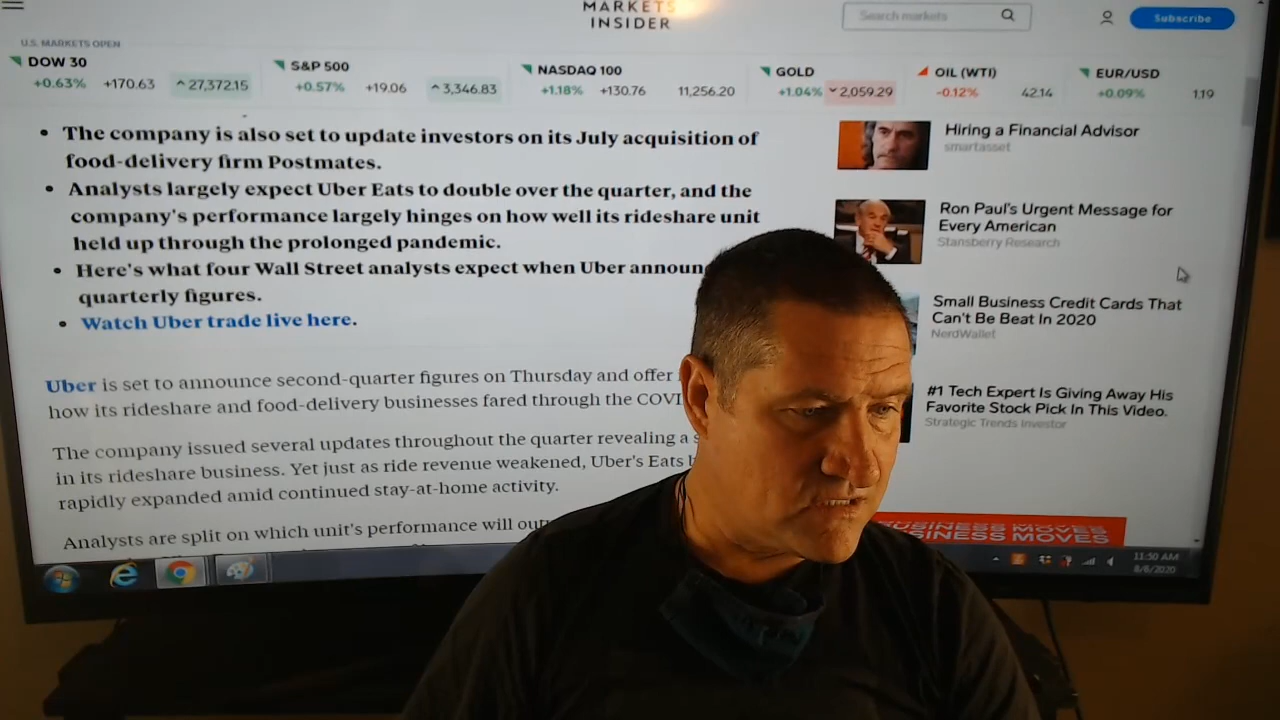 MARKETS
INSIDER
Search markets
Subscribe
U.S. MARKETS OPEN
DOW 30
+0.63% +170.63 27,372.15
S&P 500
+0.57% +19.06 3,346.83
NASDAQ 100
+1.18% +130.76 11,256.20
GOLD
+1.04% 2,059.29
OIL (WTI)
-0.12% 42.14
EUR/USD
+0.09% 1.19
• The company is also set to update investors on its July acquisition of
food-delivery firm Postmates.
• Analysts largely expect Uber Eats to double over the quarter, and the
company's performance largely hinges on how well its rideshare unit
held up through the prolonged pandemic.
• Here's what four Wall Street analysts expect when Uber announ
quarterly figures.
• Watch Uber trade live here.
Uber is set to announce second-quarter figures on Thursday and offer
how its rideshare and food-delivery businesses fared through the COVI
The company issued several updates throughout the quarter revealing a s
in its rideshare business. Yet just as ride revenue weakened, Uber's Eats b
rapidly expanded amid continued stay-at-home activity.
Analysts are split on which unit's performance will out
Hiring a Financial Advisor
smartasset
Ron Paul's Urgent Message for
Every American
Stansberry Research
Small Business Credit Cards That
Can't Be Beat In 2020
NerdWallet
#1 Tech Expert Is Giving Away His
Favorite Stock Pick In This Video.
Strategic Trends Investor
BUSINESS MOVES
SINESS MOVES
11:50 AM
8/6/2020